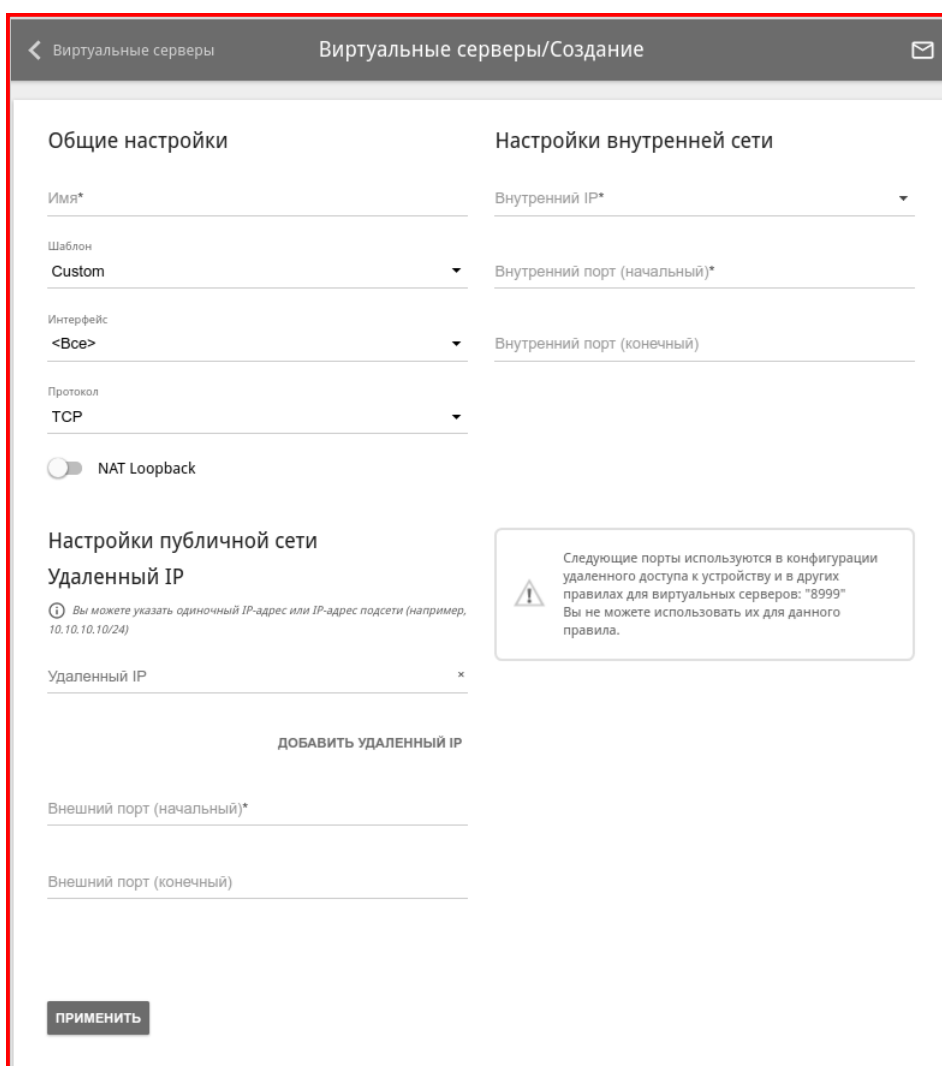 Виртуальные серверы
Виртуальные серверы/Создание
Общие настройки
Имя*
Шаблон
Custom
Интерфейс
<Все>
Протокол
TCP
NAT Loopback
Настройки внутренней сети
Внутренний IP*
Внутренний порт (начальный)*
Внутренний порт (конечный)
Настройки публичной сети
Удаленный IP
Вы можете указать одиночный IP-адрес или IP-адрес подсети (например,
10.10.10.10/24)
Удаленный IP
×
ДОБАВИТЬ УДАЛЕННЫЙ IP
Внешний порт (начальный)*
Внешний порт (конечный)
Следующие порты используются в конфигурации
удаленного доступа к устройству и в других
правилах для виртуальных серверов: "8999"
Вы не можете использовать их для данного
правила.
ПРИМЕНИТЬ